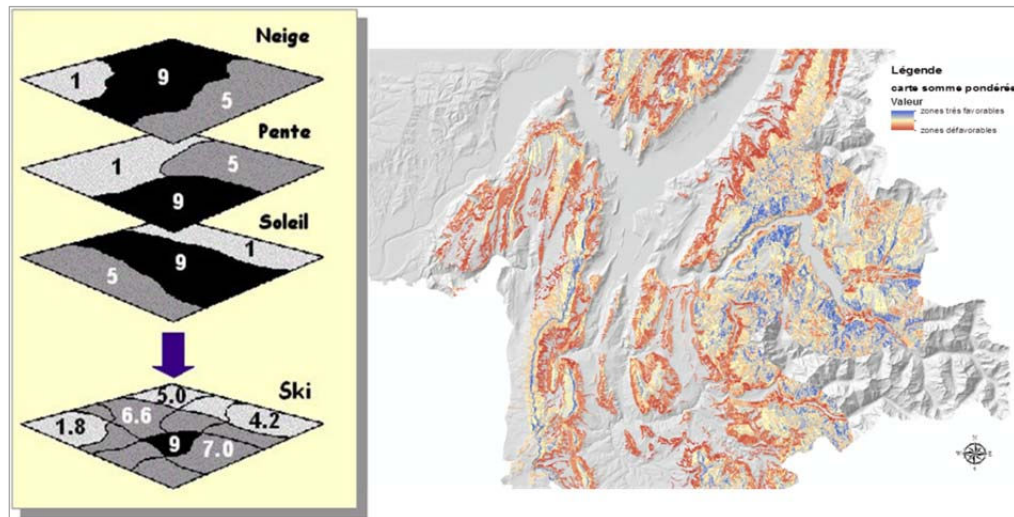 Neige
1
9
5
Pente
1
5
9
Soleil
1
9
5
Ski
5.0
6.6
4.2
1.8
9
7.0
Légende
carte somme pondérée
Valeur
zones très favorables
zones défavorables
N
W
E
S